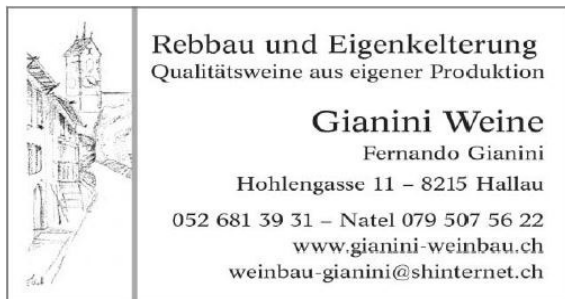 Rebbau und Eigenkelterung
Qualitätsweine aus eigener Produktion
Gianini Weine
Fernando Gianini
Hohlengasse 11 – 8215 Hallau
052 681 39 31 – Natel 079 507 56 22
www.gianini-weinbau.ch
weinbau-gianini@shinternet.ch